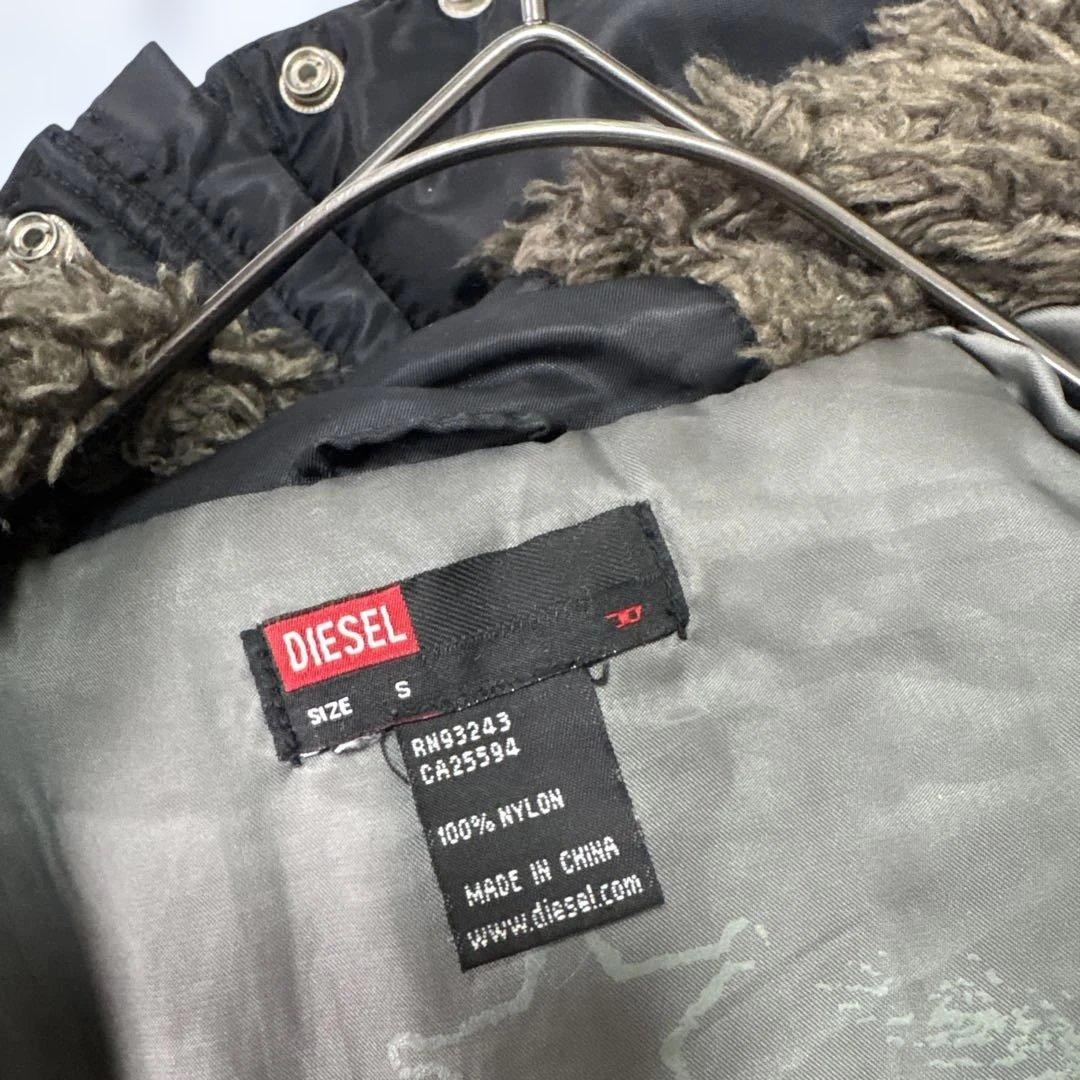 DIESEL
SIZE S
RN93243
CA25594
100% NYLON
MADE IN CHINA
www.diesel.com